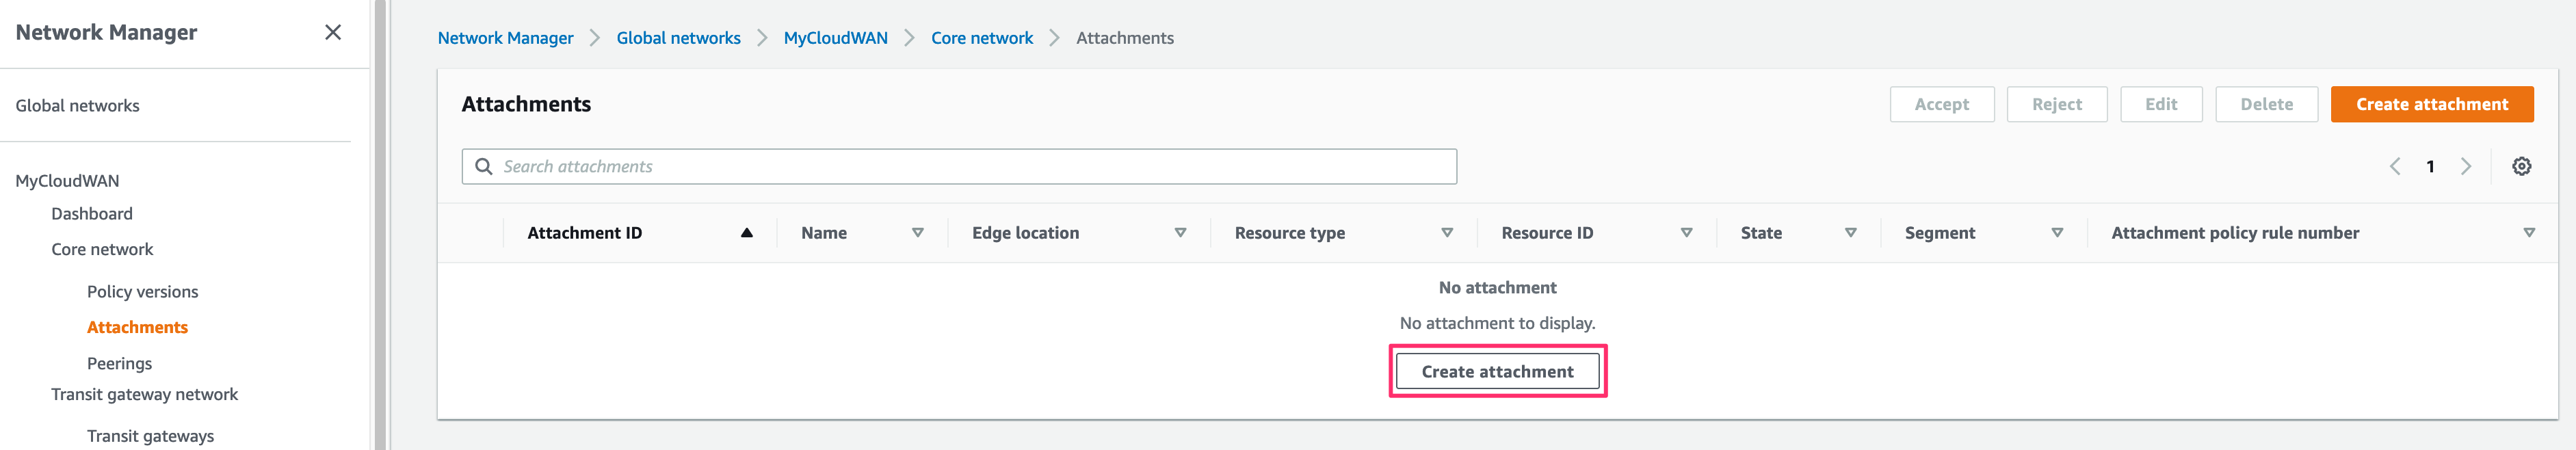 Network Manager
Global networks
MyCloudWAN
Dashboard
Core network
Policy versions
Attachments
Peerings
Transit gateway network
Transit gateways
Network Manager Global networks MyCloudWAN Core network Attachments
Attachments
Accept Reject Edit Delete Create attachment
Search attachments
1
Attachment ID Name Edge location Resource type Resource ID State Segment Attachment policy rule number
No attachment
No attachment to display.
Create attachment